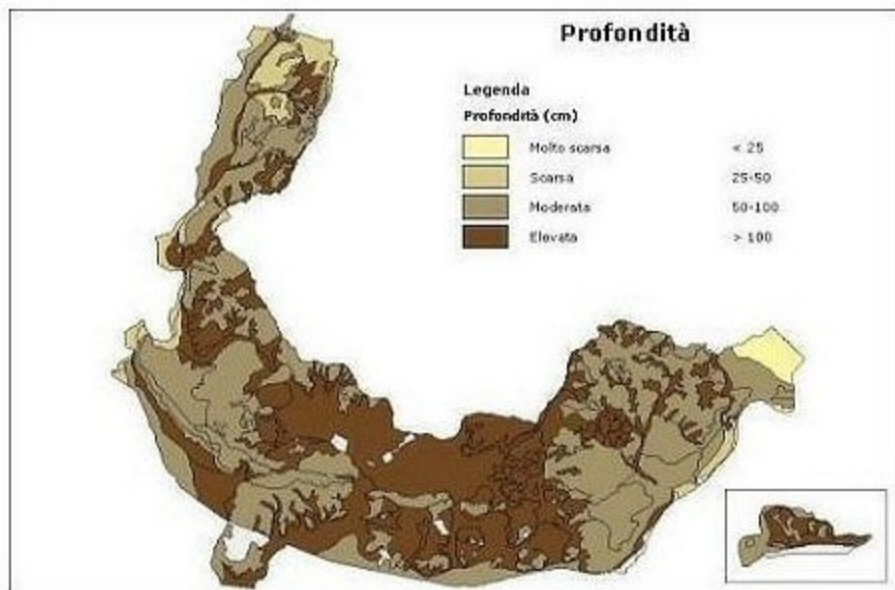 Profondità
Legenda
Profondità (cm)
Molto scarsa < 25
Scarsa 25-50
Moderata 50-100
Elevata > 100